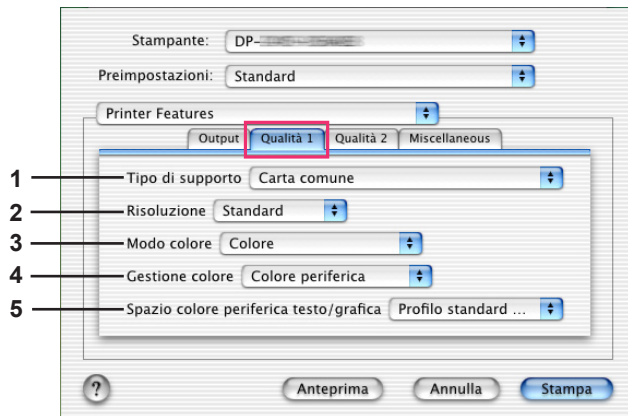 Stampante: DP-
Preimpostazioni: Standard
Printer Features
Output Qualità 1 Qualità 2 Miscellaneous
1 Tipo di supporto Carta comune
2 Risoluzione Standard
3 Modo colore Colore
4 Gestione colore Colore periferica
5 Spazio colore periferica testo/grafica Profilo standard ...
? Anteprima Annulla Stampa